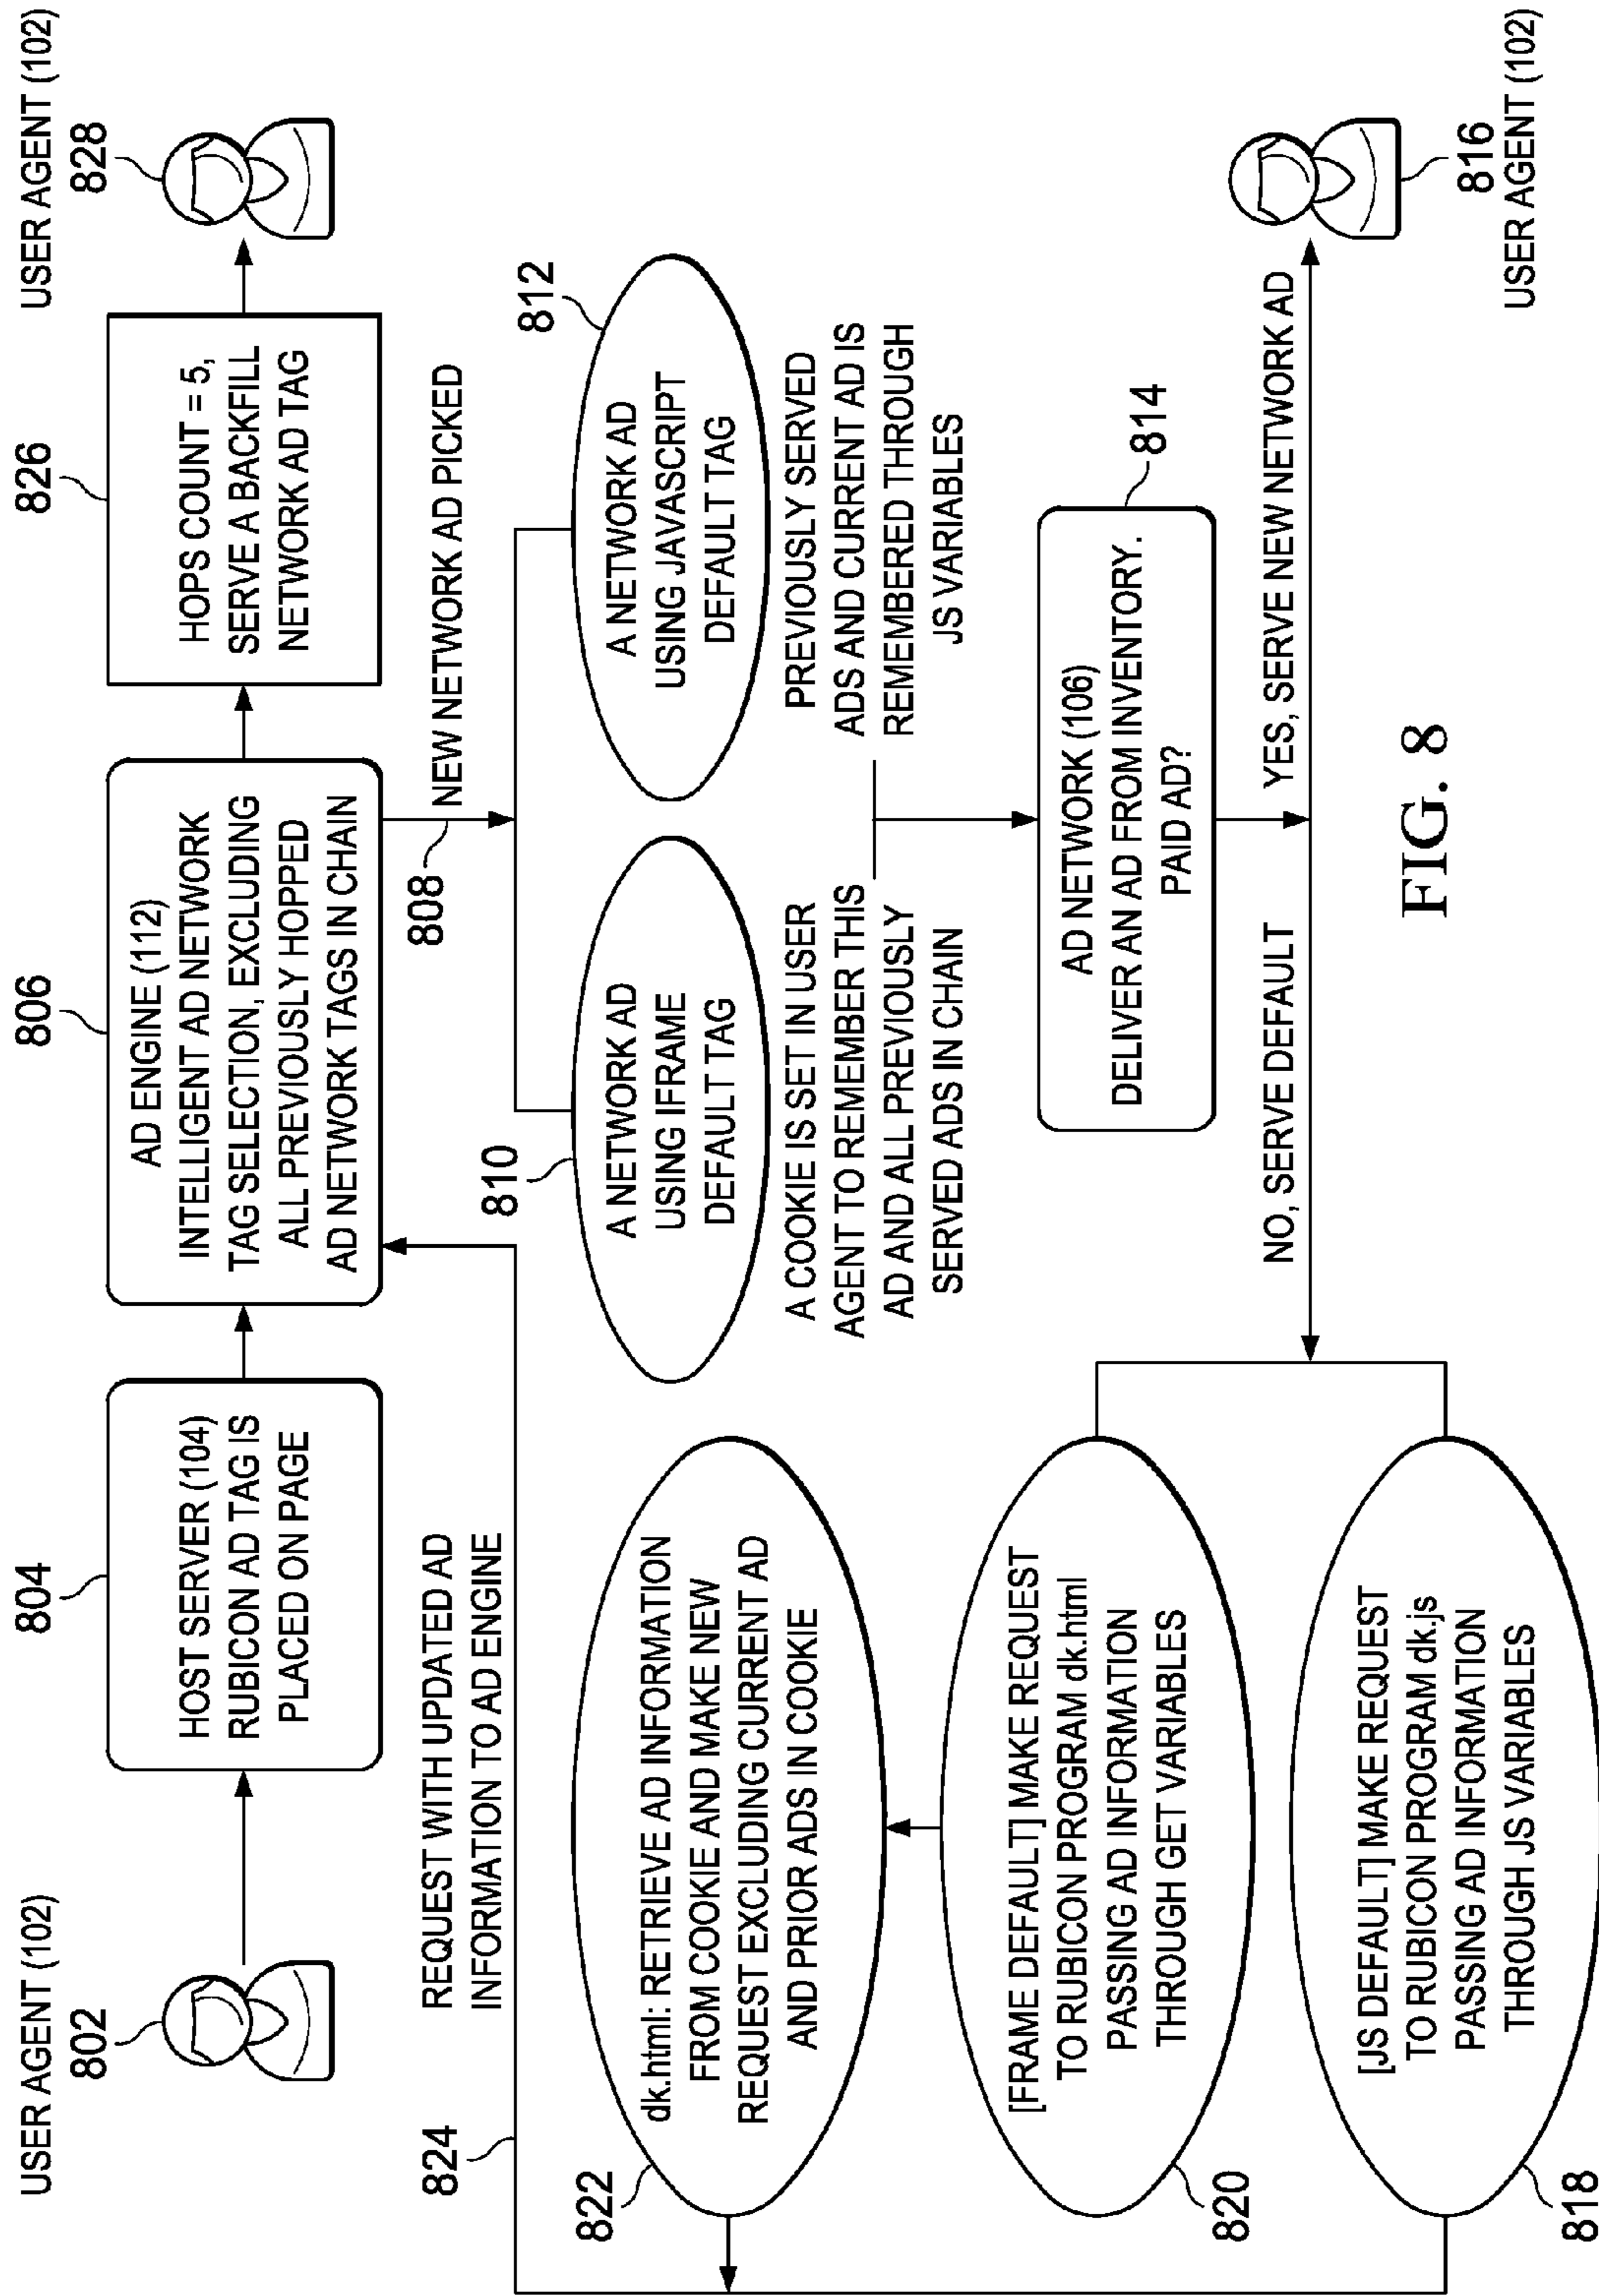 USER AGENT (102)
802
804
HOST SERVER (104)
RUBICON AD TAG IS
PLACED ON PAGE
806
AD ENGINE (112)
INTELLIGENT AD NETWORK
TAG SELECTION, EXCLUDING
ALL PREVIOUSLY HOPPED
AD NETWORK TAGS IN CHAIN
826
HOPS COUNT = 5,
SERVE A BACKFILL
NETWORK AD TAG
USER AGENT (102)
828
824
REQUEST WITH UPDATED AD
INFORMATION TO AD ENGINE
808
NEW NETWORK AD PICKED
810
A NETWORK AD
USING IFRAME
DEFAULT TAG
812
A NETWORK AD
USING JAVASCRIPT
DEFAULT TAG
A COOKIE IS SET IN USER
AGENT TO REMEMBER THIS
AD AND ALL PREVIOUSLY
SERVED ADS IN CHAIN
PREVIOUSLY SERVED
ADS AND CURRENT AD IS
REMEMBERED THROUGH
JS VARIABLES
822
dk.html: RETRIEVE AD INFORMATION
FROM COOKIE AND MAKE NEW
REQUEST EXCLUDING CURRENT AD
AND PRIOR ADS IN COOKIE
814
AD NETWORK (106)
DELIVER AN AD FROM INVENTORY.
PAID AD?
820
[FRAME DEFAULT] MAKE REQUEST
TO RUBICON PROGRAM dk.html
PASSING AD INFORMATION
THROUGH GET VARIABLES
NO, SERVE DEFAULT
YES, SERVE NEW NETWORK AD
816
USER AGENT (102)
818
[JS DEFAULT] MAKE REQUEST
TO RUBICON PROGRAM dk.js
PASSING AD INFORMATION
THROUGH JS VARIABLES
FIG. 8